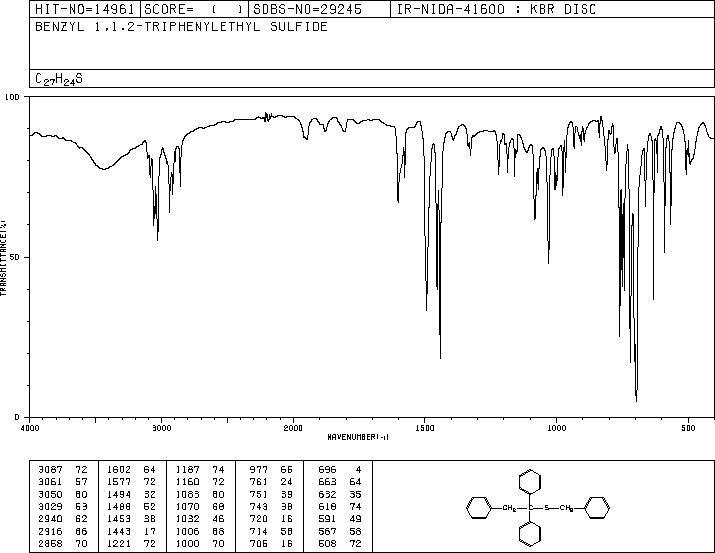 HIT-NO=14961 SCORE= ( ) SDBS-NO=29245 IR-NIDA-41600 : KBR DISC
BENZYL 1,1,2-TRIPHENYLETHYL SULFIDE
C27H24S
100
TRANSMITTANCE(%)
50
0
4000 3000 2000 1500 1000 500
WAVENUMBER(-1)
3087 72 1602 64 1187 74 977 66 696 4
3061 57 1577 72 1160 72 761 24 663 64
3050 60 1494 32 1083 60 751 39 632 35
3029 53 1488 62 1070 68 743 38 618 74
2940 62 1453 38 1032 46 720 16 591 49
2916 66 1443 17 1006 68 714 58 567 58
2858 70 1221 72 1000 70 706 16 508 72
CH2 C S CH2